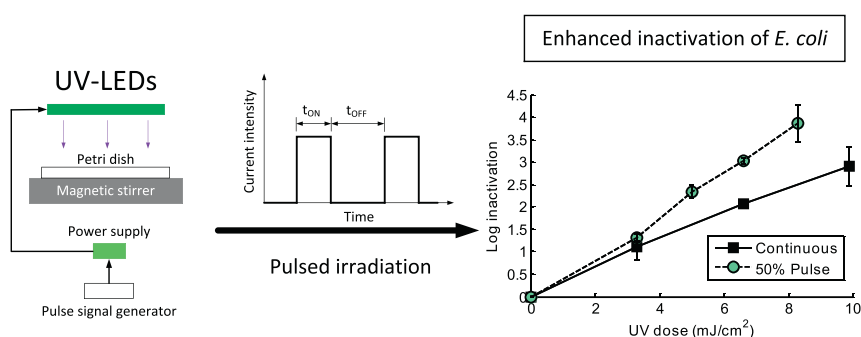 Enhanced inactivation of E. coli
UV-LEDs
Petri dish
Magnetic stirrer
Power supply
Pulse signal generator
Current intensity
tON
tOFF
Time
Pulsed irradiation
Log inactivation
4.5
4
3.5
3
2.5
2
1.5
1
0.5
0
0
2
4
6
8
10
UV dose (mJ/cm2)
Continuous
50% Pulse